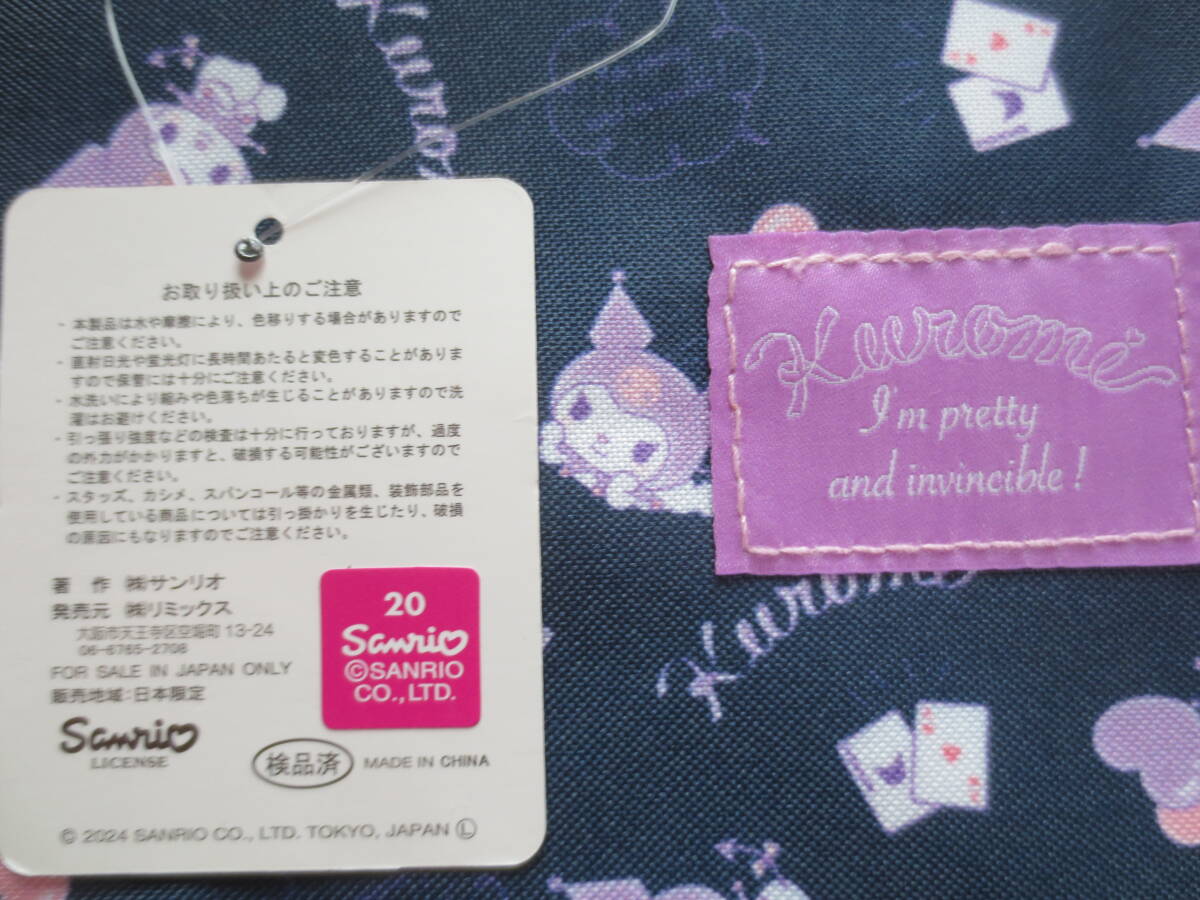 お取り扱い上のご注意
- 本製品は水や摩擦により、色移りする場合がありますので
ご注意ください。
- 直射日光や蛍光灯に長時間あたると変色することがありま
すので保管には十分にご注意ください。
- 水洗いにより縮みや色落ちが生じることがありますので洗
濯はお避けください。
- 引っ張り強度などの検査は十分に行っておりますが、過度
の外力がかかりますと、破損する可能性がございますので
ご注意ください。
- スタッズ、カシメ、スパンコール等の金属類、装飾部品を
使用している商品については引っ掛かりを生じたり、破損
の原因にもなりますのでご注意ください。
著 作 ㈱サンリオ
発売元 ㈱リミックス
大阪市天王寺区空堀町 13-24
06-6765-2708
FOR SALE IN JAPAN ONLY
販売地域:日本限定
Sanrio
LICENSE
20
Sanrio
©SANRIO
CO.,LTD.
検品済
MADE IN CHINA
© 2024 SANRIO CO., LTD. TOKYO, JAPAN Ⓛ
Kuromi
I'm pretty
and invincible!
Kuromi
Kuromi